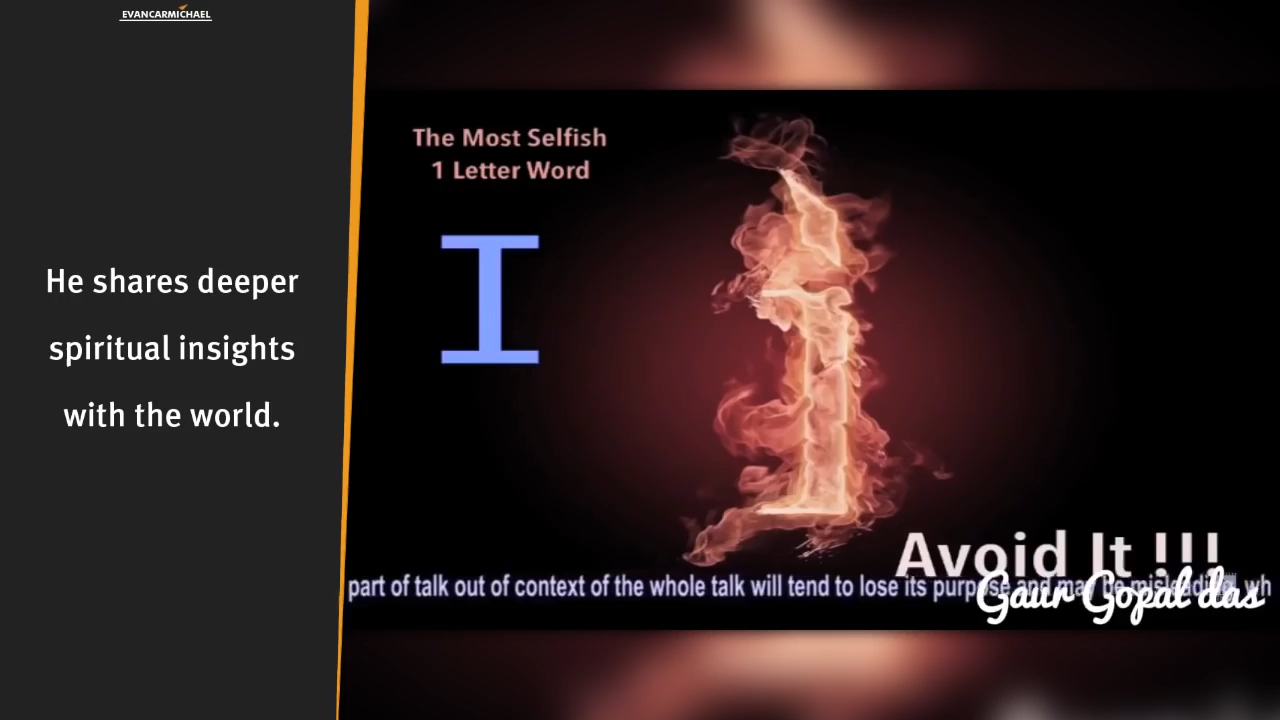 EVANCARMICHAEL
He shares deeper
spiritual insights
with the world.
The Most Selfish
1 Letter Word
I
Avoid It !!!
part of talk out of context of the whole talk will tend to lose its purpose and may be misleading, wh
Gaur Gopal das